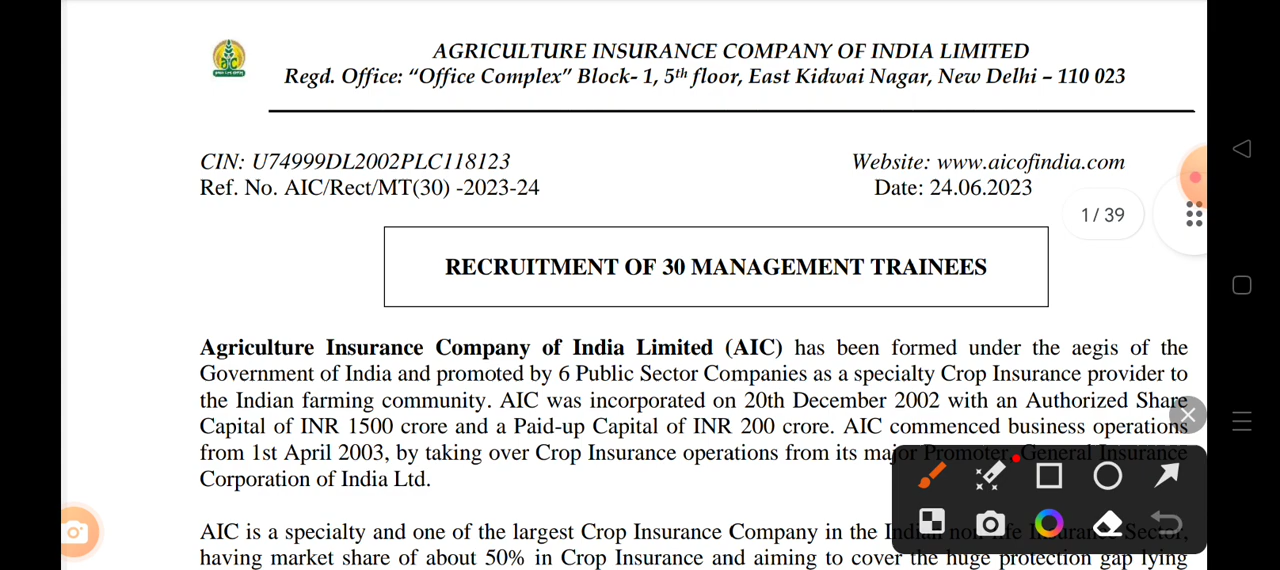 AGRICULTURE INSURANCE COMPANY OF INDIA LIMITED
Regd. Office: “Office Complex” Block- 1, 5th floor, East Kidwai Nagar, New Delhi – 110 023
CIN: U74999DL2002PLC118123 Website: www.aicofindia.com
Ref. No. AIC/Rect/MT(30) -2023-24 Date: 24.06.2023
1 / 39
RECRUITMENT OF 30 MANAGEMENT TRAINEES
Agriculture Insurance Company of India Limited (AIC) has been formed under the aegis of the
Government of India and promoted by 6 Public Sector Companies as a specialty Crop Insurance provider to
the Indian farming community. AIC was incorporated on 20th December 2002 with an Authorized Share
Capital of INR 1500 crore and a Paid-up Capital of INR 200 crore. AIC commenced business operations
from 1st April 2003, by taking over Crop Insurance operations from its major Promoter, General Insurance
Corporation of India Ltd.
AIC is a specialty and one of the largest Crop Insurance Company in the Indian non-life Insurance Sector,
having market share of about 50% in Crop Insurance and aiming to cover the huge protection gap lying